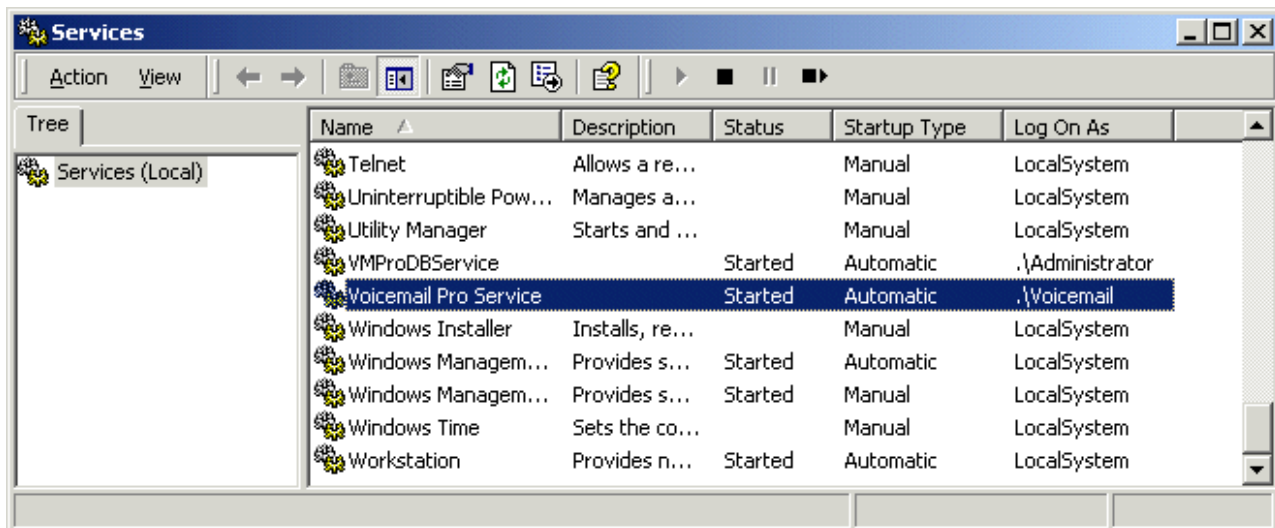 Services
Action View
Tree
Name Description Status Startup Type Log On As
Services (Local)
Telnet Allows a re... Manual LocalSystem
Uninterruptible Pow... Manages a... Manual LocalSystem
Utility Manager Starts and ... Manual LocalSystem
VMProDBService Started Automatic .\Administrator
Voicemail Pro Service Started Automatic .\Voicemail
Windows Installer Installs, re... Manual LocalSystem
Windows Managem... Provides s... Started Automatic LocalSystem
Windows Managem... Provides s... Started Manual LocalSystem
Windows Time Sets the co... Manual LocalSystem
Workstation Provides n... Started Automatic LocalSystem